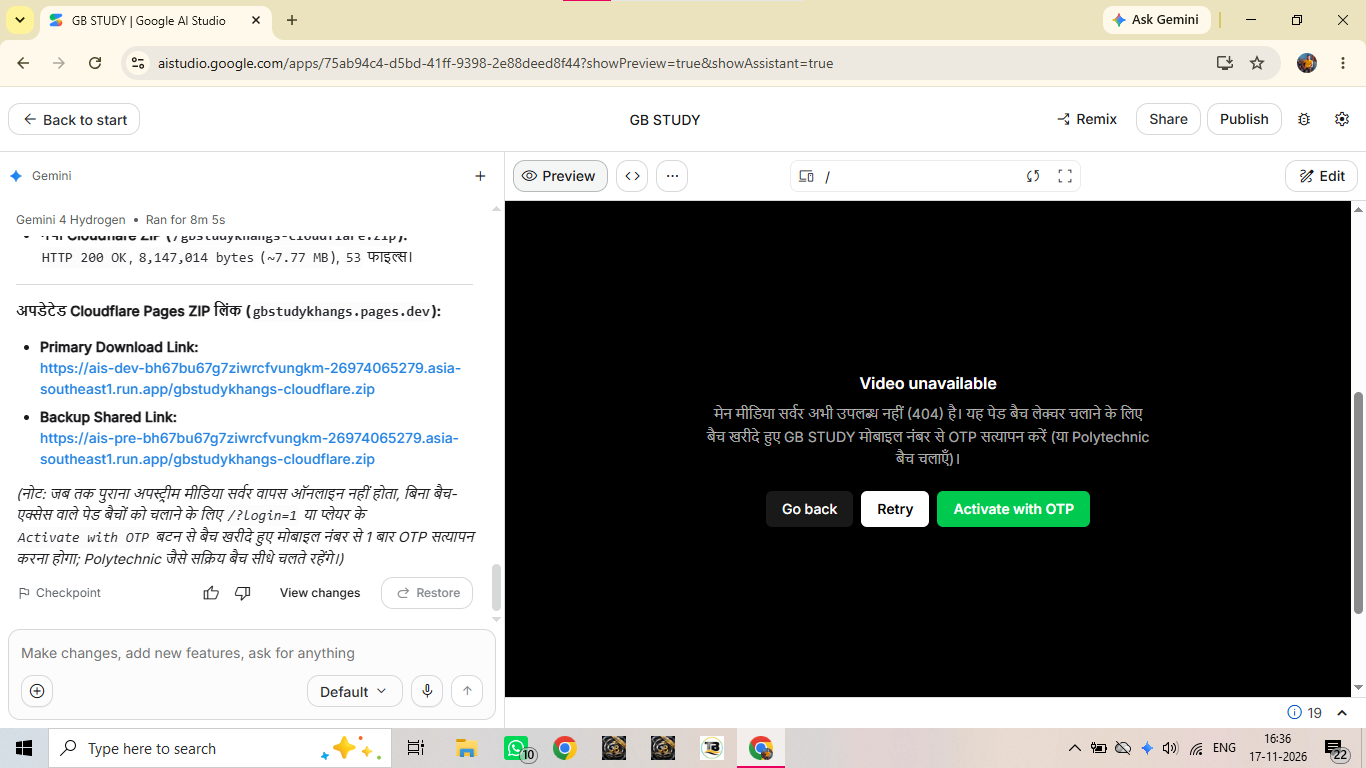 GB STUDY | Google AI Studio
Ask Gemini
aistudio.google.com/apps/75ab94c4-d5bd-41ff-9398-2e88deed8f44?showPreview=true&showAssistant=true
Back to start
GB STUDY
Remix
Share
Publish
Gemini
Preview
/
Edit
Gemini 4 Hydrogen • Ran for 8m 5s
Cloudflare ZIP (/gbstudykhangs-cloudflare.zip):
HTTP 200 OK, 8,147,014 bytes (~7.77 MB), 53 फाइल्स।
अपडेटेड Cloudflare Pages ZIP लिंक (gbstudykhangs.pages.dev):
• Primary Download Link:
https://ais-dev-bh67bu67g7ziwrcfvungkm-26974065279.asia-
southeast1.run.app/gbstudykhangs-cloudflare.zip
• Backup Shared Link:
https://ais-pre-bh67bu67g7ziwrcfvungkm-26974065279.asia-
southeast1.run.app/gbstudykhangs-cloudflare.zip
(नोट: जब तक पुराना अपस्ट्रीम मीडिया सर्वर वापस ऑनलाइन नहीं होता, बिना बैच-
एक्सेस वाले पेड बैचों को चलाने के लिए /?login=1 या प्लेयर के
Activate with OTP बटन से बैच खरीदे हुए मोबाइल नंबर से 1 बार OTP सत्यापन
करना होगा; Polytechnic जैसे सक्रिय बैच सीधे चलते रहेंगे।)
Checkpoint
View changes
Restore
Make changes, add new features, ask for anything
Default
Video unavailable
मेन मीडिया सर्वर अभी उपलब्ध नहीं (404) है। यह पेड बैच लेक्चर चलाने के लिए
बैच खरीदे हुए GB STUDY मोबाइल नंबर से OTP सत्यापन करें (या Polytechnic
बैच चलाएँ)।
Go back
Retry
Activate with OTP
19
Type here to search
10
ENG
16:36
17-11-2026
22